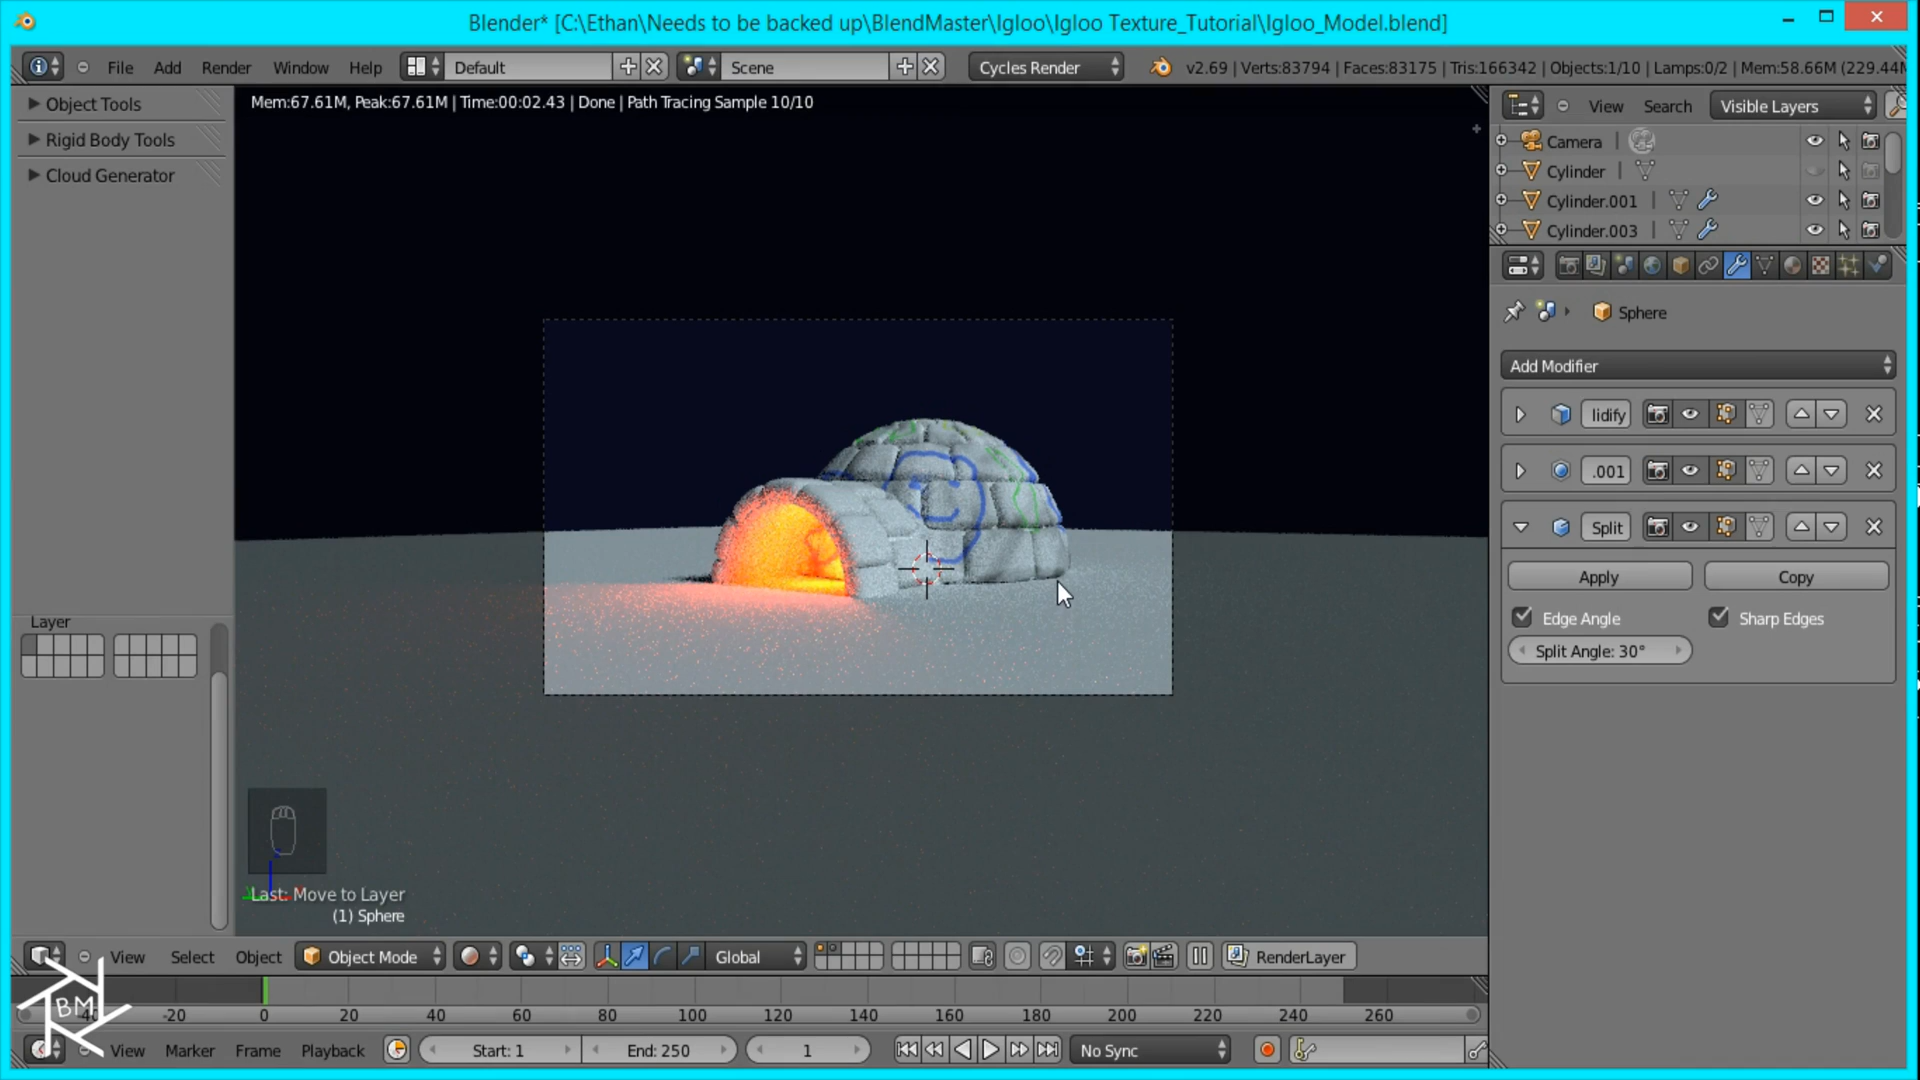 Blender* [C:\Ethan\Needs to be backed up\BlendMaster\Igloo\Igloo Texture_Tutorial\Igloo_Model.blend]
File Add Render Window Help Default Scene Cycles Render v2.69 | Verts:83794 | Faces:83175 | Tris:166342 | Objects:1/10 | Lamps:0/2 | Mem:58.66M (229.44M
Object Tools
Rigid Body Tools
Cloud Generator
Mem:67.61M, Peak:67.61M | Time:00:02.43 | Done | Path Tracing Sample 10/10
View Search Visible Layers
Camera
Cylinder
Cylinder.001
Cylinder.003
Sphere
Add Modifier
lidify
.001
Split
Apply Copy
Edge Angle Sharp Edges
Split Angle: 30°
Layer
Last: Move to Layer
(1) Sphere
View Select Object Object Mode Global RenderLayer
BM
-40 -20 0 20 40 60 80 100 120 140 160 180 200 220 240 260
View Marker Frame Playback Start: 1 End: 250 1 No Sync